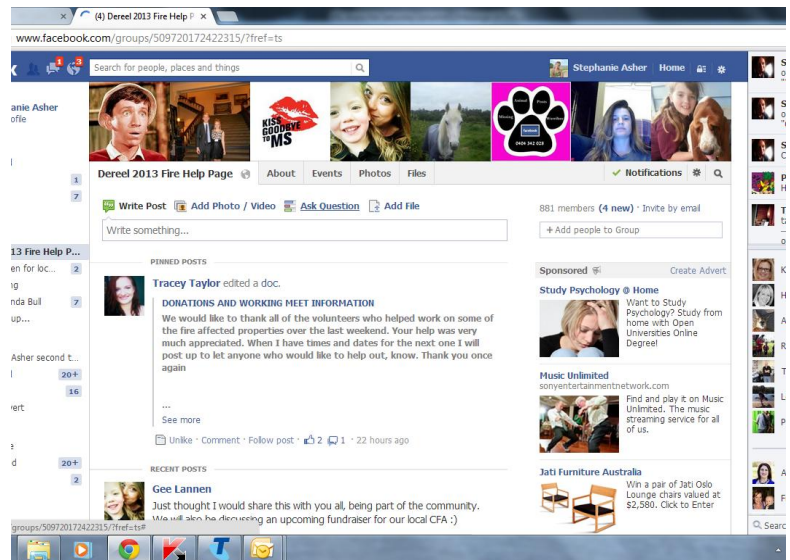 (4) Dereel 2013 Fire Help P
www.facebook.com/groups/509720172422315/?fref=ts
1
3
Search for people, places and things
Stephanie Asher Home
anie Asher
ofile
1
7
13 Fire Help P...
en for loc... 2
ng
nda Bull 7
up...
Asher second t...
20+
16
vert
e
d 20+
2
KISS
GOODBYE
TO MS
Missing
Animal
Paws
facebook
0404 342 028
Dereel 2013 Fire Help Page
About
Events
Photos
Files
Notifications
Write Post
Add Photo / Video
Ask Question
Add File
Write something...
881 members (4 new) · Invite by email
+ Add people to Group
PINNED POSTS
Tracey Taylor edited a doc.
DONATIONS AND WORKING MEET INFORMATION
We would like to thank all of the volunteers who helped work on some of
the fire affected properties over the last weekend. Your help was very
much appreciated. When I have times and dates for the next one I will
post up to let anyone who would like to help out, know. Thank you once
again
...
See more
Unlike · Comment · Follow post · 2 1 · 22 hours ago
RECENT POSTS
Gee Lannen
Just thought I would share this with you all, being part of the community.
We will also be discussing an upcoming fundraiser for our local CFA :)
Sponsored
Create Advert
Study Psychology @ Home
Want to Study
Psychology? Study from
home with Open
Universities Online
Degree!
Music Unlimited
sonyentertainmentnetwork.com
Find and play it on Music
Unlimited. The music
streaming service for all
of us.
Jati Furniture Australia
Win a pair of Jati Oslo
Lounge chairs valued at
$2,580. Click to Enter
S
o
S
o
S
C
P
H
T
ta
o
K
H
A
R
T
L
P
A
F
Searc
groups/509720172422315/?fref=ts#